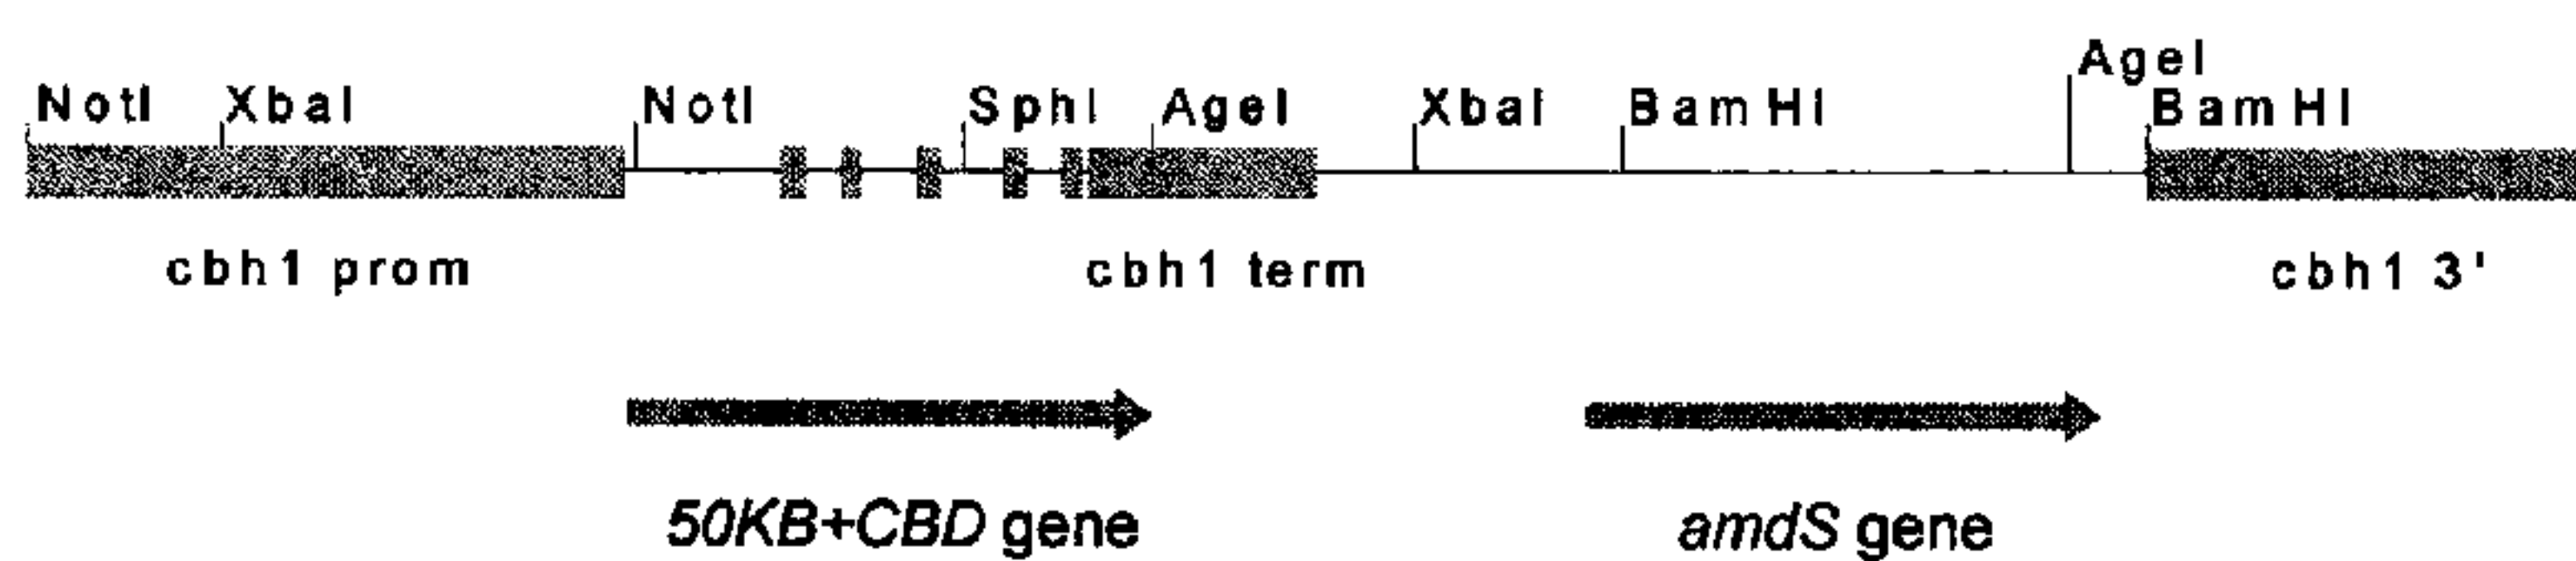 AgeI
NotI XbaI NotI SphI AgeI XbaI BamHI BamHI
cbh1 prom cbh1 term cbh1 3'
50KB+CBD gene amdS gene